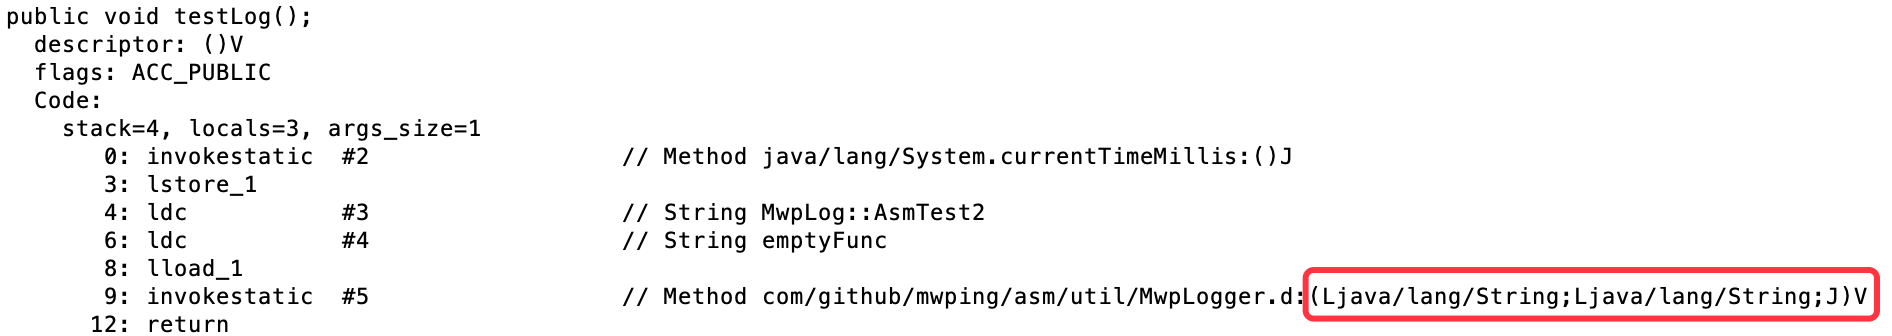 public void testLog();
descriptor: ()V
flags: ACC_PUBLIC
Code:
stack=4, locals=3, args_size=1
0: invokestatic #2 // Method java/lang/System.currentTimeMillis:()J
3: lstore_1
4: ldc #3 // String MwpLog::AsmTest2
6: ldc #4 // String emptyFunc
8: lload_1
9: invokestatic #5 // Method com/github/mwping/asm/util/MwpLogger.d:(Ljava/lang/String;Ljava/lang/String;J)V
12: return